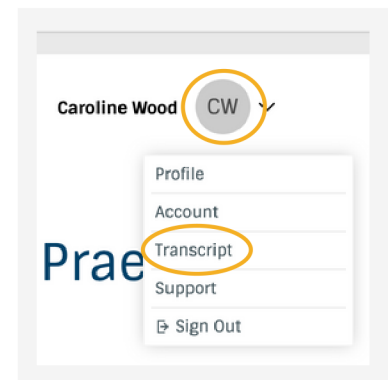 Caroline Wood CW
Profile
Account
Transcript
Prae
Support
Sign Out